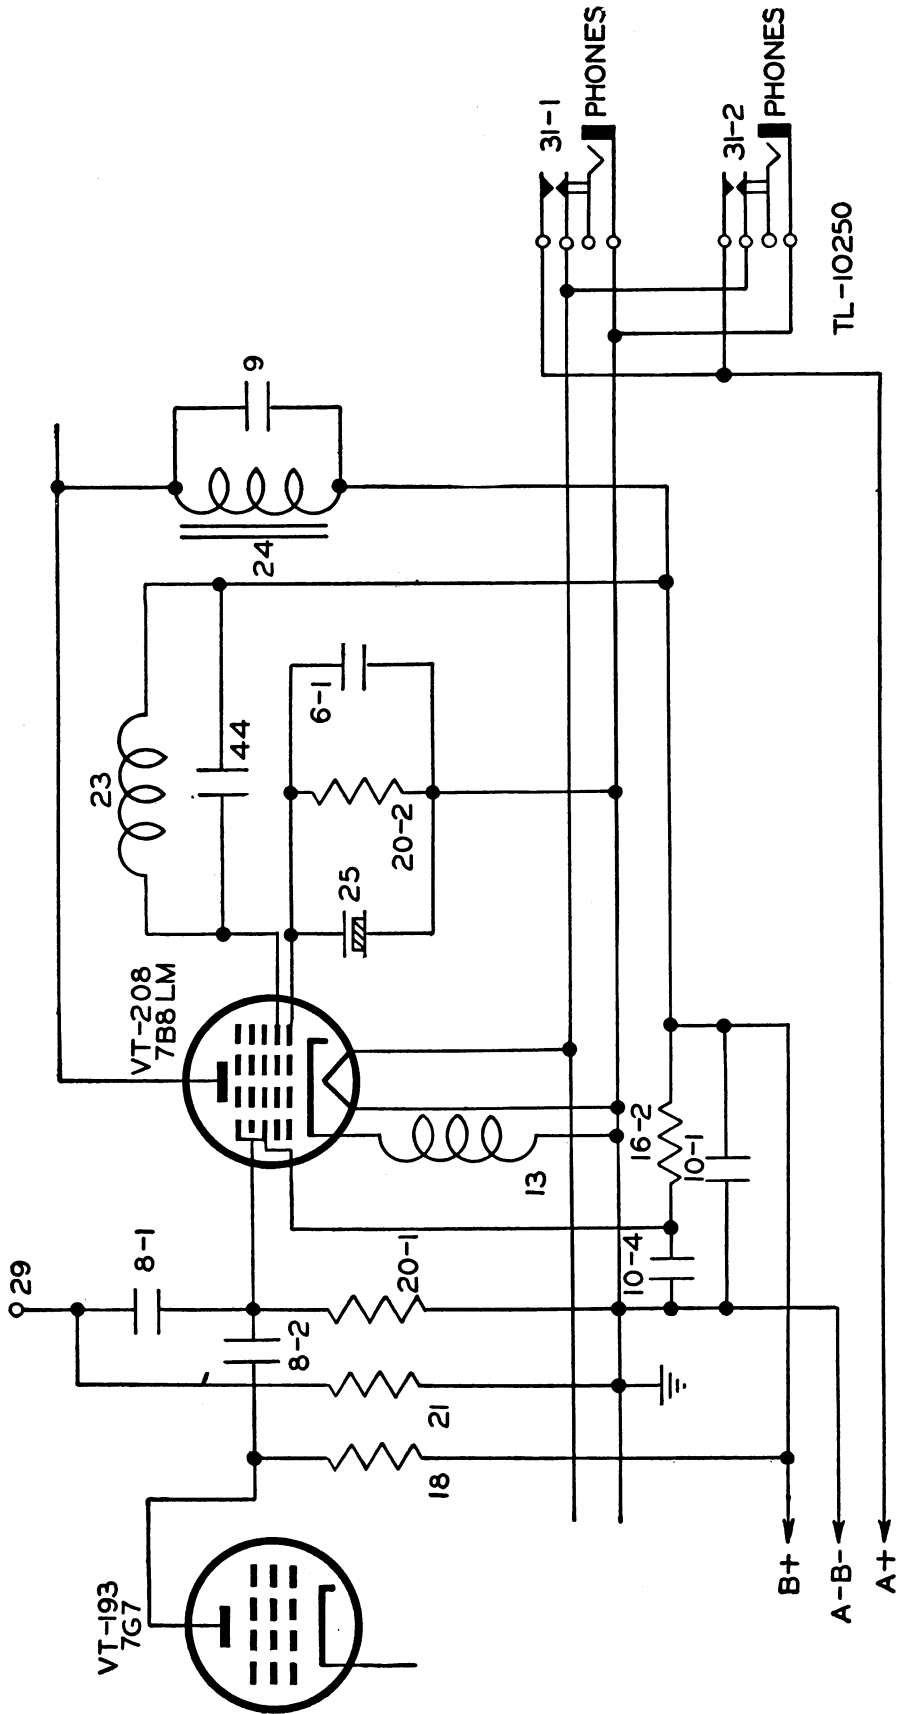 VT-193
7G7
29
8-1
8-2
18
21
20-1
VT-208
7B8LM
13
10-4
16-2
10-1
23
44
25
20-2
6-1
24
9
31-1
PHONES
31-2
PHONES
B+
A-B-
A+
TL-10250